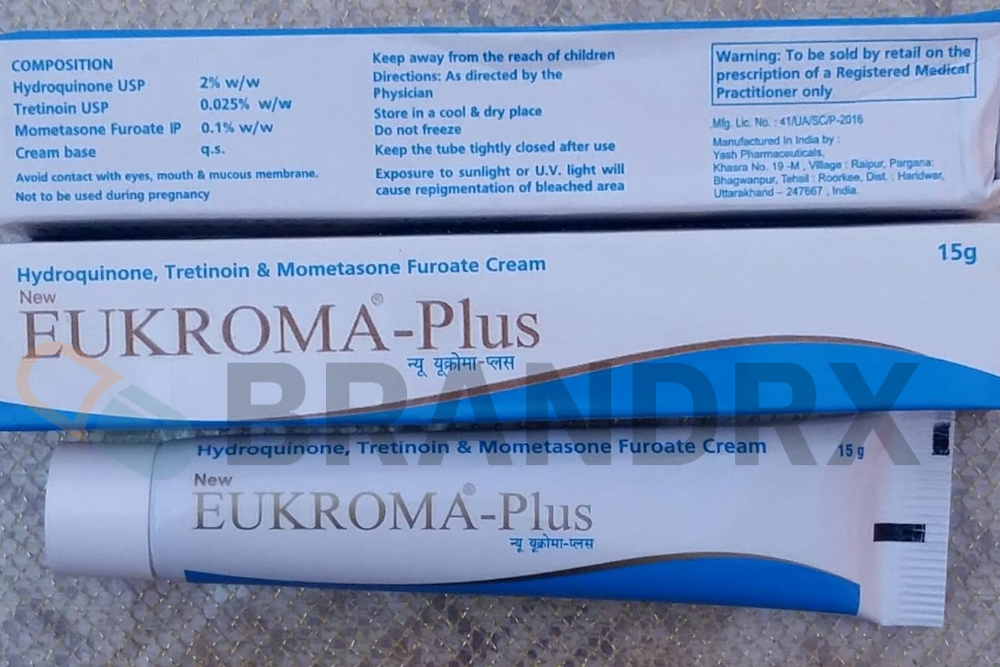 COMPOSITION
Hydroquinone USP 2% w/w
Tretinoin USP 0.025% w/w
Mometasone Furoate IP 0.1% w/w
Cream base q.s.
Avoid contact with eyes, mouth & mucous membrane.
Not to be used during pregnancy
Keep away from the reach of children
Directions: As directed by the
Physician
Store in a cool & dry place
Do not freeze
Keep the tube tightly closed after use
Exposure to sunlight or U.V. light will
cause repigmentation of bleached area
Warning: To be sold by retail on the
prescription of a Registered Medical
Practitioner only
Mfg. Lic. No. : 41/UA/SC/P-2016
Manufactured In India by :
Yash Pharmaceuticals,
Khasra No. 19 -M , Village : Raipur, Pargana:
Bhagwanpur, Tehsil : Roorkee, Dist. : Haridwar,
Uttarakhand – 247667 , India.
Hydroquinone, Tretinoin & Mometasone Furoate Cream
15g
New
EUKROMA®-Plus
न्यू यूक्रोमा-प्लस
BRANDRX
Hydroquinone, Tretinoin & Mometasone Furoate Cream
15 g
New
EUKROMA®-Plus
न्यू यूक्रोमा-प्लस